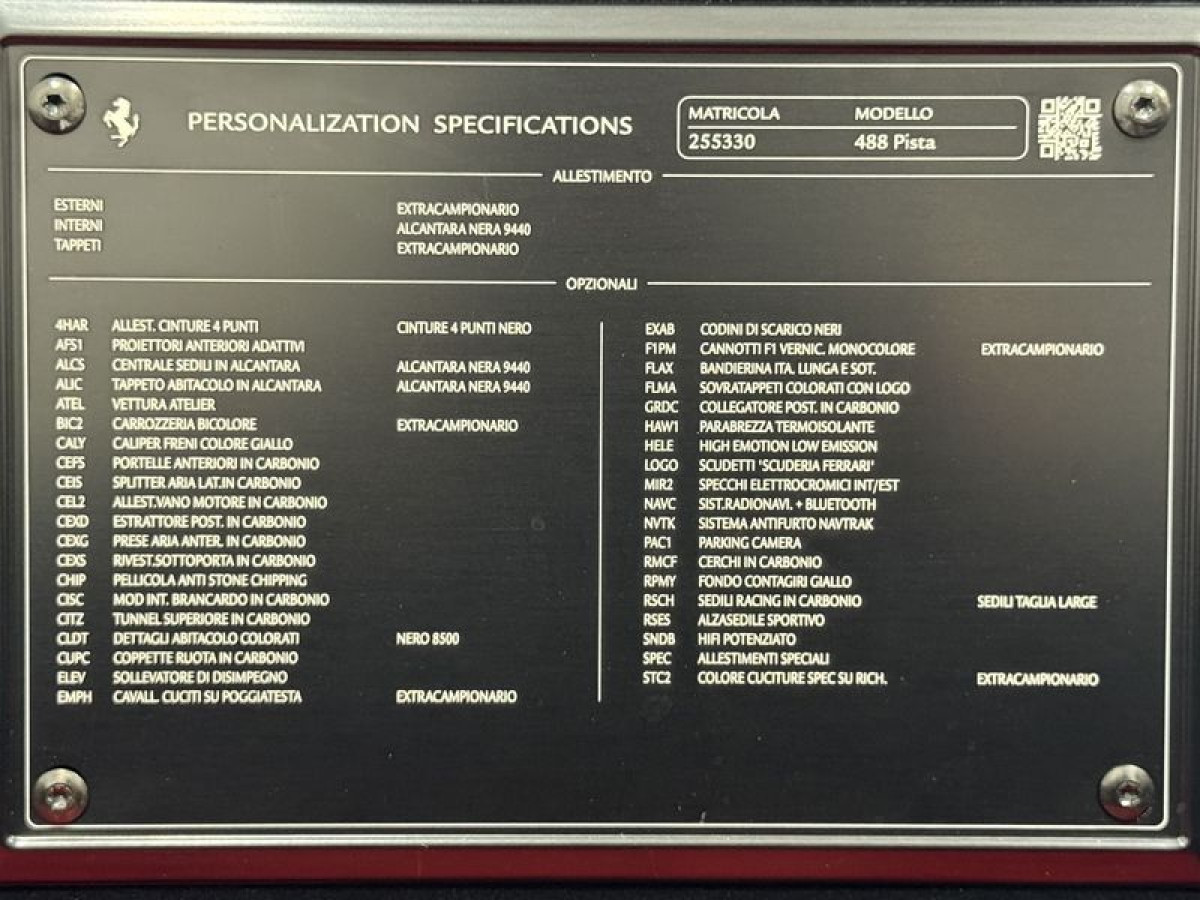 PERSONALIZATION SPECIFICATIONS
MATRICOLA MODELLO
255330 488 Pista
ALLESTIMENTO
ESTERNI EXTRACAMPIONARIO
INTERNI ALCANTARA NERA 9440
TAPPETI EXTRACAMPIONARIO
OPZIONALI
4HAR ALLEST. CINTURE 4 PUNTI CINTURE 4 PUNTI NERO
AFS1 PROIETTORI ANTERIORI ADATTIVI
ALCS CENTRALE SEDILI IN ALCANTARA ALCANTARA NERA 9440
ALIC TAPPETO ABITACOLO IN ALCANTARA ALCANTARA NERA 9440
ATEL VETTURA ATELIER
BIC2 CARROZZERIA BICOLORE EXTRACAMPIONARIO
CALY CALIPER FRENI COLORE GIALLO
CEFS PORTELLE ANTERIORI IN CARBONIO
CEIS SPLITTER ARIA LAT.IN CARBONIO
CEL2 ALLEST.VANO MOTORE IN CARBONIO
CEXD ESTRATTORE POST. IN CARBONIO
CEXG PRESE ARIA ANTER. IN CARBONIO
CEXS RIVEST.SOTTOPORTA IN CARBONIO
CHIP PELLICOLA ANTI STONE CHIPPING
CISC MOD INT. BRANCARDO IN CARBONIO
CITZ TUNNEL SUPERIORE IN CARBONIO
CLDT DETTAGLI ABITACOLO COLORATI NERO 8500
CUPC COPPETTE RUOTA IN CARBONIO
ELEV SOLLEVATORE DI DISIMPEGNO
EMPH CAVALL. CUCITI SU POGGIATESTA EXTRACAMPIONARIO
EXAB CODINI DI SCARICO NERI
F1PM CANNOTTI F1 VERNIC. MONOCOLORE EXTRACAMPIONARIO
FLAX BANDIERINA ITA. LUNGA E SOT.
FLMA SOVRATAPPETI COLORATI CON LOGO
GRDC COLLEGATORE POST. IN CARBONIO
HAW1 PARABREZZA TERMOISOLANTE
HELE HIGH EMOTION LOW EMISSION
LOGO SCUDETTI 'SCUDERIA FERRARI'
MIR2 SPECCHI ELETTROCROMICI INT/EST
NAVC SIST.RADIONAVI. + BLUETOOTH
NVTK SISTEMA ANTIFURTO NAVTRAK
PAC1 PARKING CAMERA
RMCF CERCHI IN CARBONIO
RPMY FONDO CONTAGIRI GIALLO
RSCH SEDILI RACING IN CARBONIO SEDILI TAGLIA LARGE
RSES ALZASEDILE SPORTIVO
SNDB HIFI POTENZIATO
SPEC ALLESTIMENTI SPECIALI
STC2 COLORE CUCITURE SPEC SU RICH. EXTRACAMPIONARIO